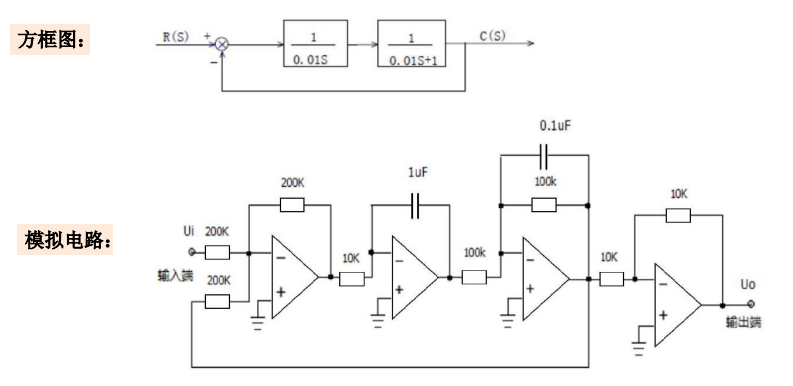 方框图：
R(S) + 1 1 C(S)
− 0.01S 0.01S+1
0.1uF
1uF
200K 100k 10K
模拟电路：
Ui 200K
10K 100k 10K
− − − −
输入端 200K Uo
+ + + +
输出端